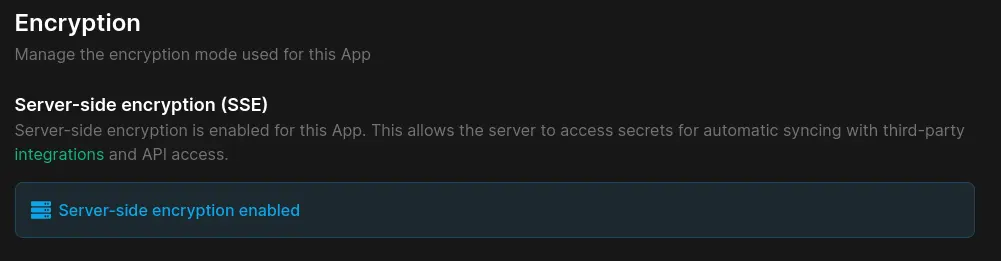 Encryption
Manage the encryption mode used for this App
Server-side encryption (SSE)
Server-side encryption is enabled for this App. This allows the server to access secrets for automatic syncing with third-party
integrations and API access.
Server-side encryption enabled